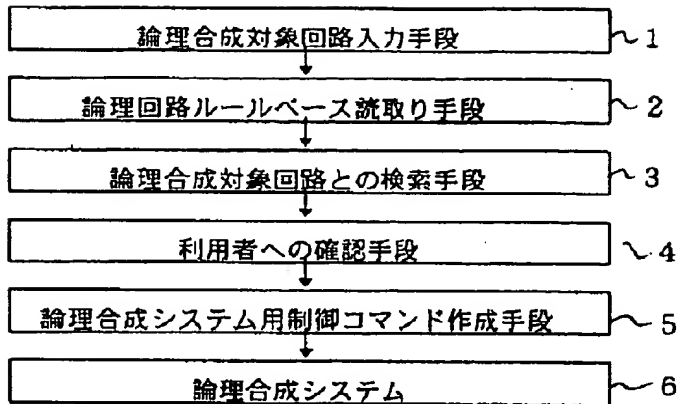 論理合成対象回路入力手段 1
論理回路ルールベース読取り手段 2
論理合成対象回路との検索手段 3
利用者への確認手段 4
論理合成システム用制御コマンド作成手段 5
論理合成システム 6